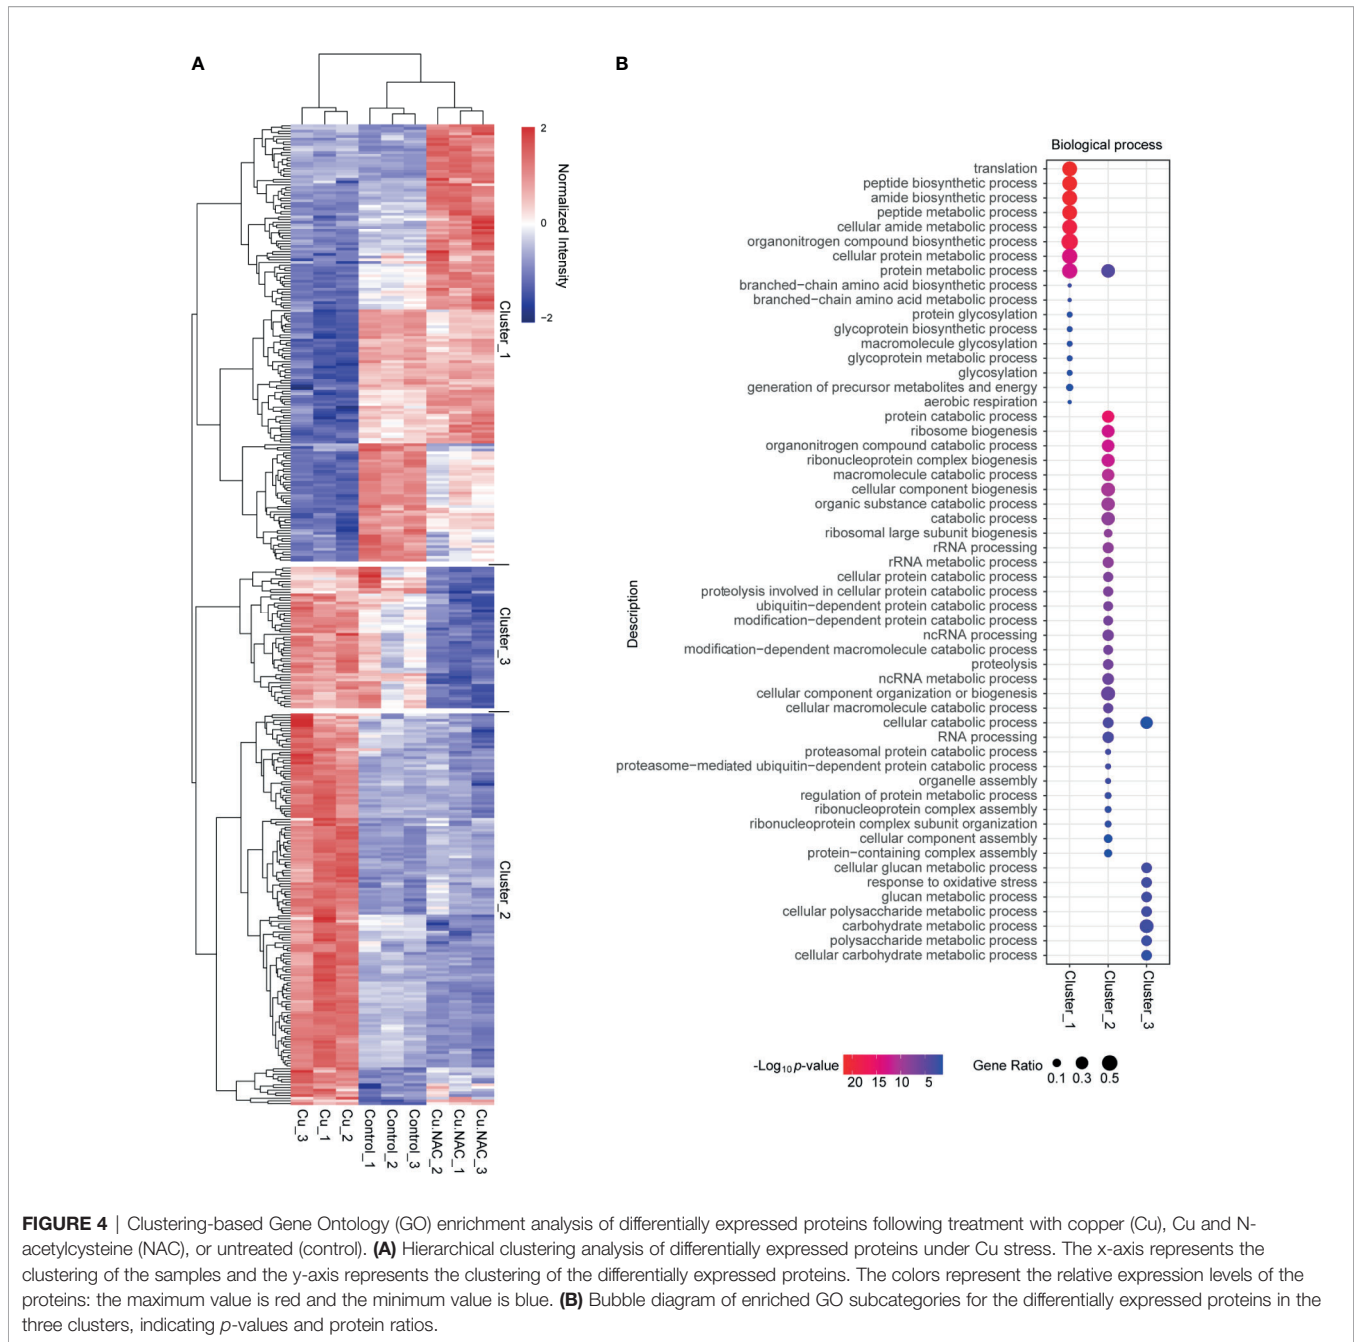 A
B
2
0
−2
Normalized Intensity
Cluster_1
Cluster_3
Cluster_2
Cu_3
Cu_1
Cu_2
Control_1
Control_2
Control_3
Cu.NAC_2
Cu.NAC_1
Cu.NAC_3
Biological process
Description
translation
peptide biosynthetic process
amide biosynthetic process
peptide metabolic process
cellular amide metabolic process
organonitrogen compound biosynthetic process
cellular protein metabolic process
protein metabolic process
branched−chain amino acid biosynthetic process
branched−chain amino acid metabolic process
protein glycosylation
glycoprotein biosynthetic process
macromolecule glycosylation
glycoprotein metabolic process
glycosylation
generation of precursor metabolites and energy
aerobic respiration
protein catabolic process
ribosome biogenesis
organonitrogen compound catabolic process
ribonucleoprotein complex biogenesis
macromolecule catabolic process
cellular component biogenesis
organic substance catabolic process
catabolic process
ribosomal large subunit biogenesis
rRNA processing
rRNA metabolic process
cellular protein catabolic process
proteolysis involved in cellular protein catabolic process
ubiquitin−dependent protein catabolic process
modification−dependent protein catabolic process
ncRNA processing
modification−dependent macromolecule catabolic process
proteolysis
ncRNA metabolic process
cellular component organization or biogenesis
cellular macromolecule catabolic process
cellular catabolic process
RNA processing
proteasomal protein catabolic process
proteasome−mediated ubiquitin−dependent protein catabolic process
organelle assembly
regulation of protein metabolic process
ribonucleoprotein complex assembly
ribonucleoprotein complex subunit organization
cellular component assembly
protein−containing complex assembly
cellular glucan metabolic process
response to oxidative stress
glucan metabolic process
cellular polysaccharide metabolic process
carbohydrate metabolic process
polysaccharide metabolic process
cellular carbohydrate metabolic process
Cluster_1
Cluster_2
Cluster_3
-Log10 p-value
20 15 10 5
Gene Ratio
0.1 0.3 0.5
FIGURE 4 | Clustering-based Gene Ontology (GO) enrichment analysis of differentially expressed proteins following treatment with copper (Cu), Cu and N-
acetylcysteine (NAC), or untreated (control). (A) Hierarchical clustering analysis of differentially expressed proteins under Cu stress. The x-axis represents the
clustering of the samples and the y-axis represents the clustering of the differentially expressed proteins. The colors represent the relative expression levels of the
proteins: the maximum value is red and the minimum value is blue. (B) Bubble diagram of enriched GO subcategories for the differentially expressed proteins in the
three clusters, indicating p-values and protein ratios.